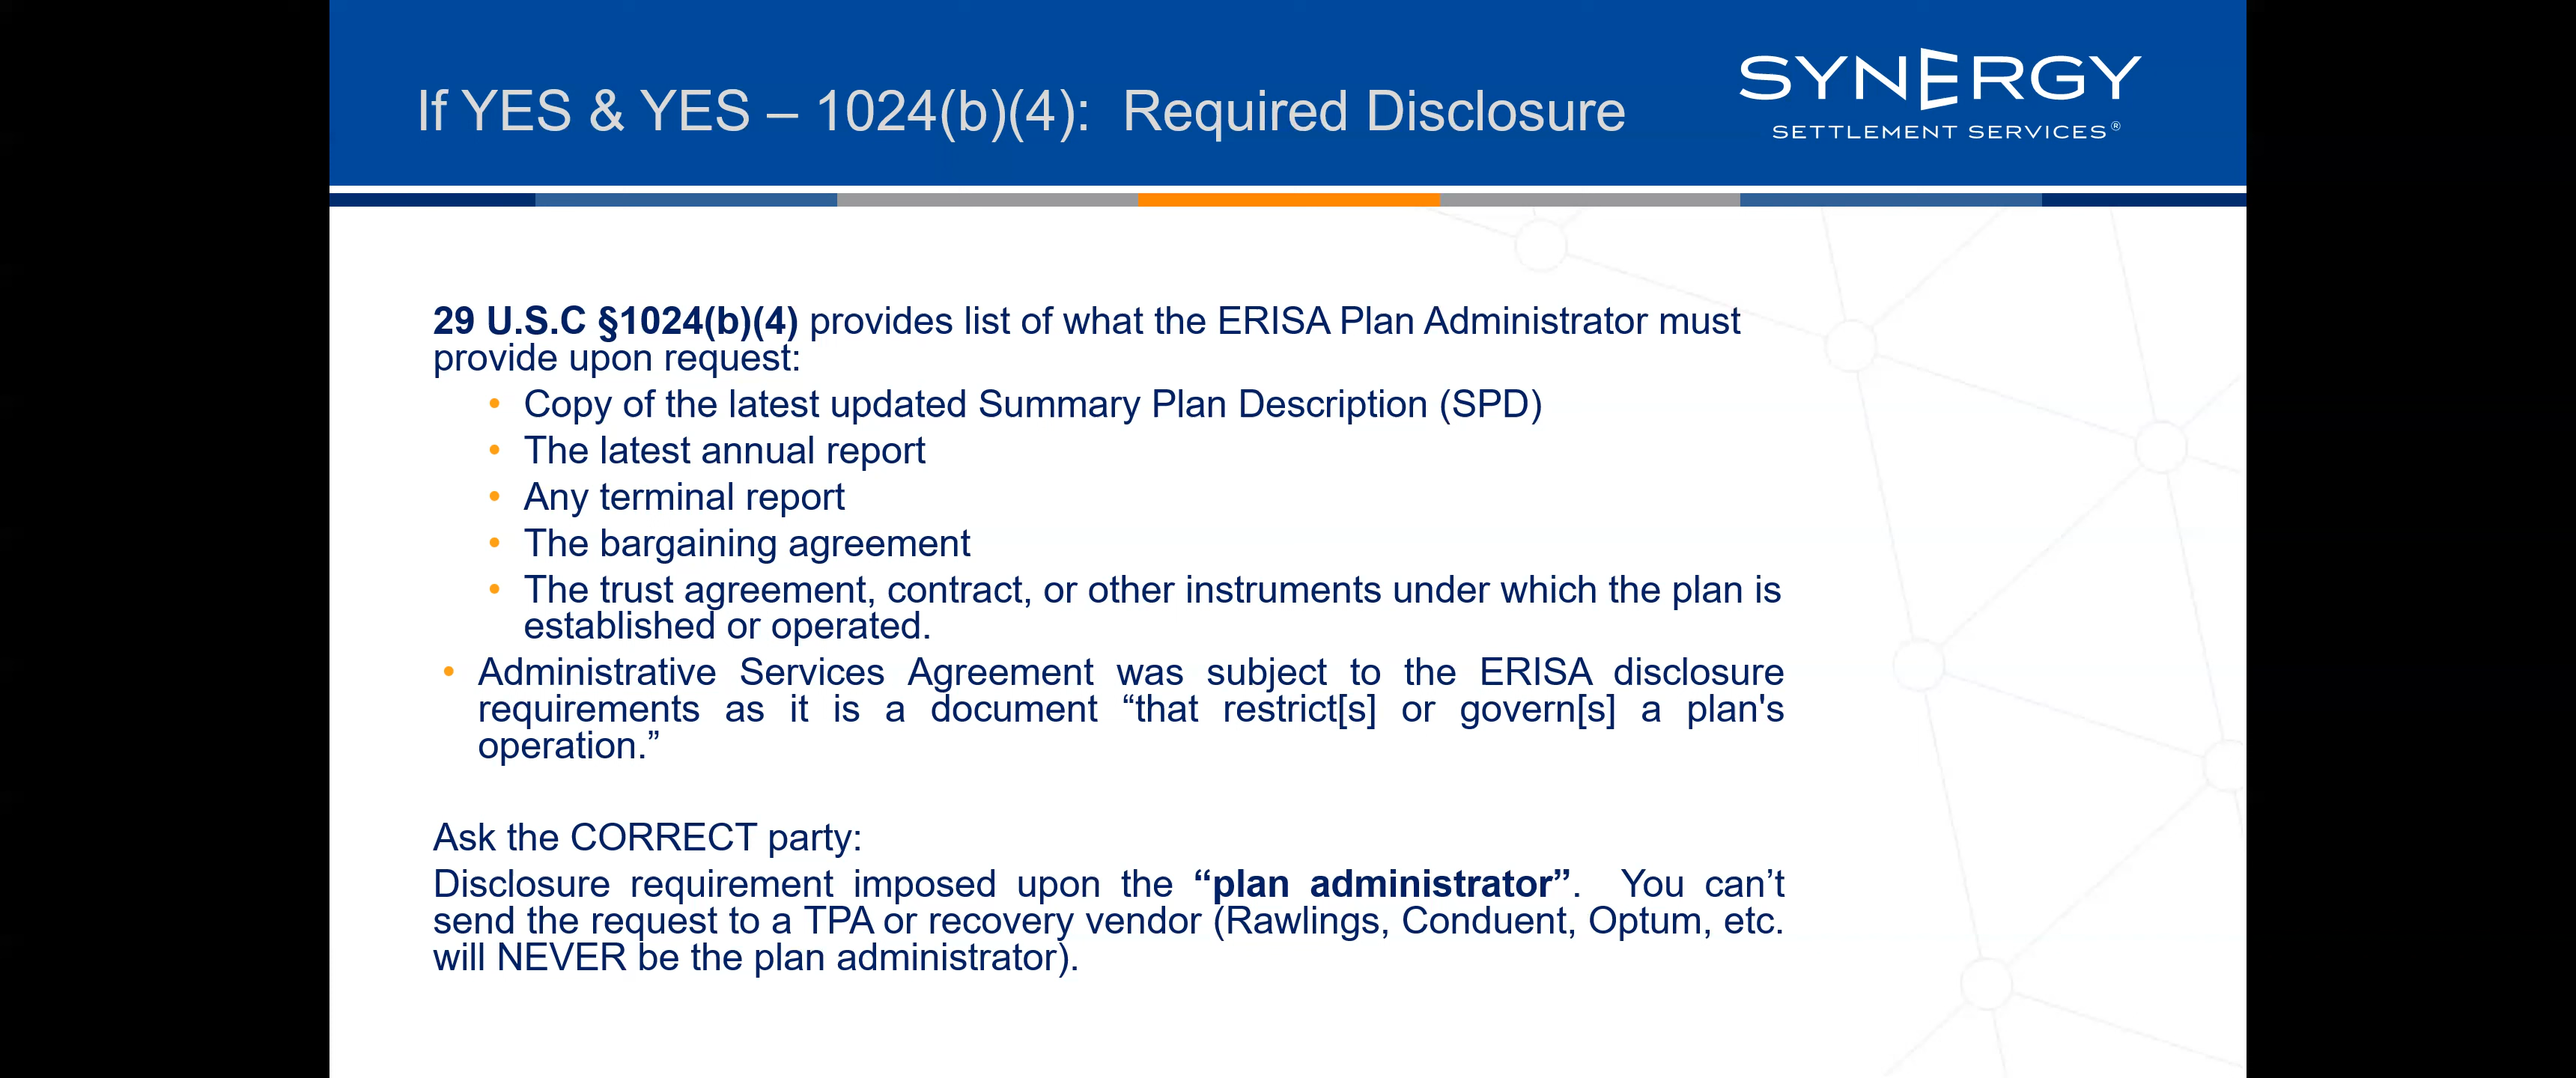 If YES & YES – 1024(b)(4):  Required Disclosure
SYNERGY
SETTLEMENT SERVICES®
29 U.S.C §1024(b)(4) provides list of what the ERISA Plan Administrator must
provide upon request:
• Copy of the latest updated Summary Plan Description (SPD)
• The latest annual report
• Any terminal report
• The bargaining agreement
• The trust agreement, contract, or other instruments under which the plan is
established or operated.
• Administrative Services Agreement was subject to the ERISA disclosure
requirements as it is a document “that restrict[s] or govern[s] a plan's
operation.”
Ask the CORRECT party:
Disclosure requirement imposed upon the “plan administrator”.  You can’t
send the request to a TPA or recovery vendor (Rawlings, Conduent, Optum, etc.
will NEVER be the plan administrator).